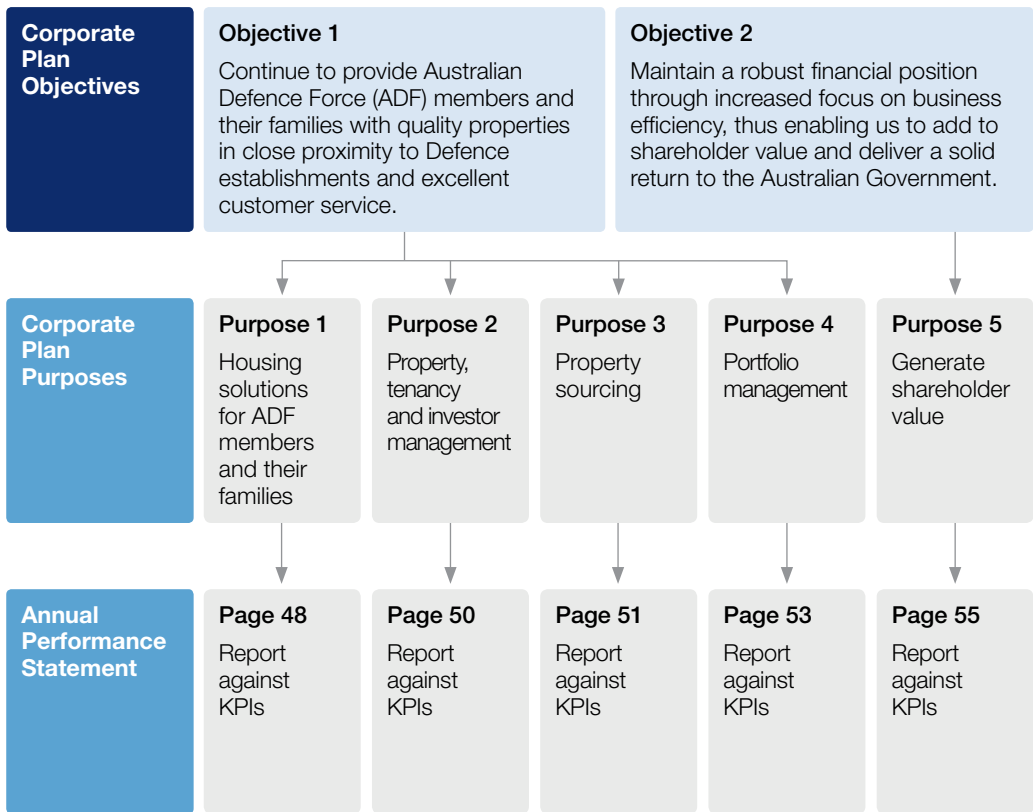 Corporate
Plan
Objectives
Objective 1
Continue to provide Australian
Defence Force (ADF) members and
their families with quality properties
in close proximity to Defence
establishments and excellent
customer service.
Objective 2
Maintain a robust financial position
through increased focus on business
efficiency, thus enabling us to add to
shareholder value and deliver a solid
return to the Australian Government.
Corporate
Plan
Purposes
Purpose 1
Housing
solutions
for ADF
members
and their
families
Purpose 2
Property,
tenancy
and investor
management
Purpose 3
Property
sourcing
Purpose 4
Portfolio
management
Purpose 5
Generate
shareholder
value
Annual
Performance
Statement
Page 48
Report
against
KPIs
Page 50
Report
against
KPIs
Page 51
Report
against
KPIs
Page 53
Report
against
KPIs
Page 55
Report
against
KPIs